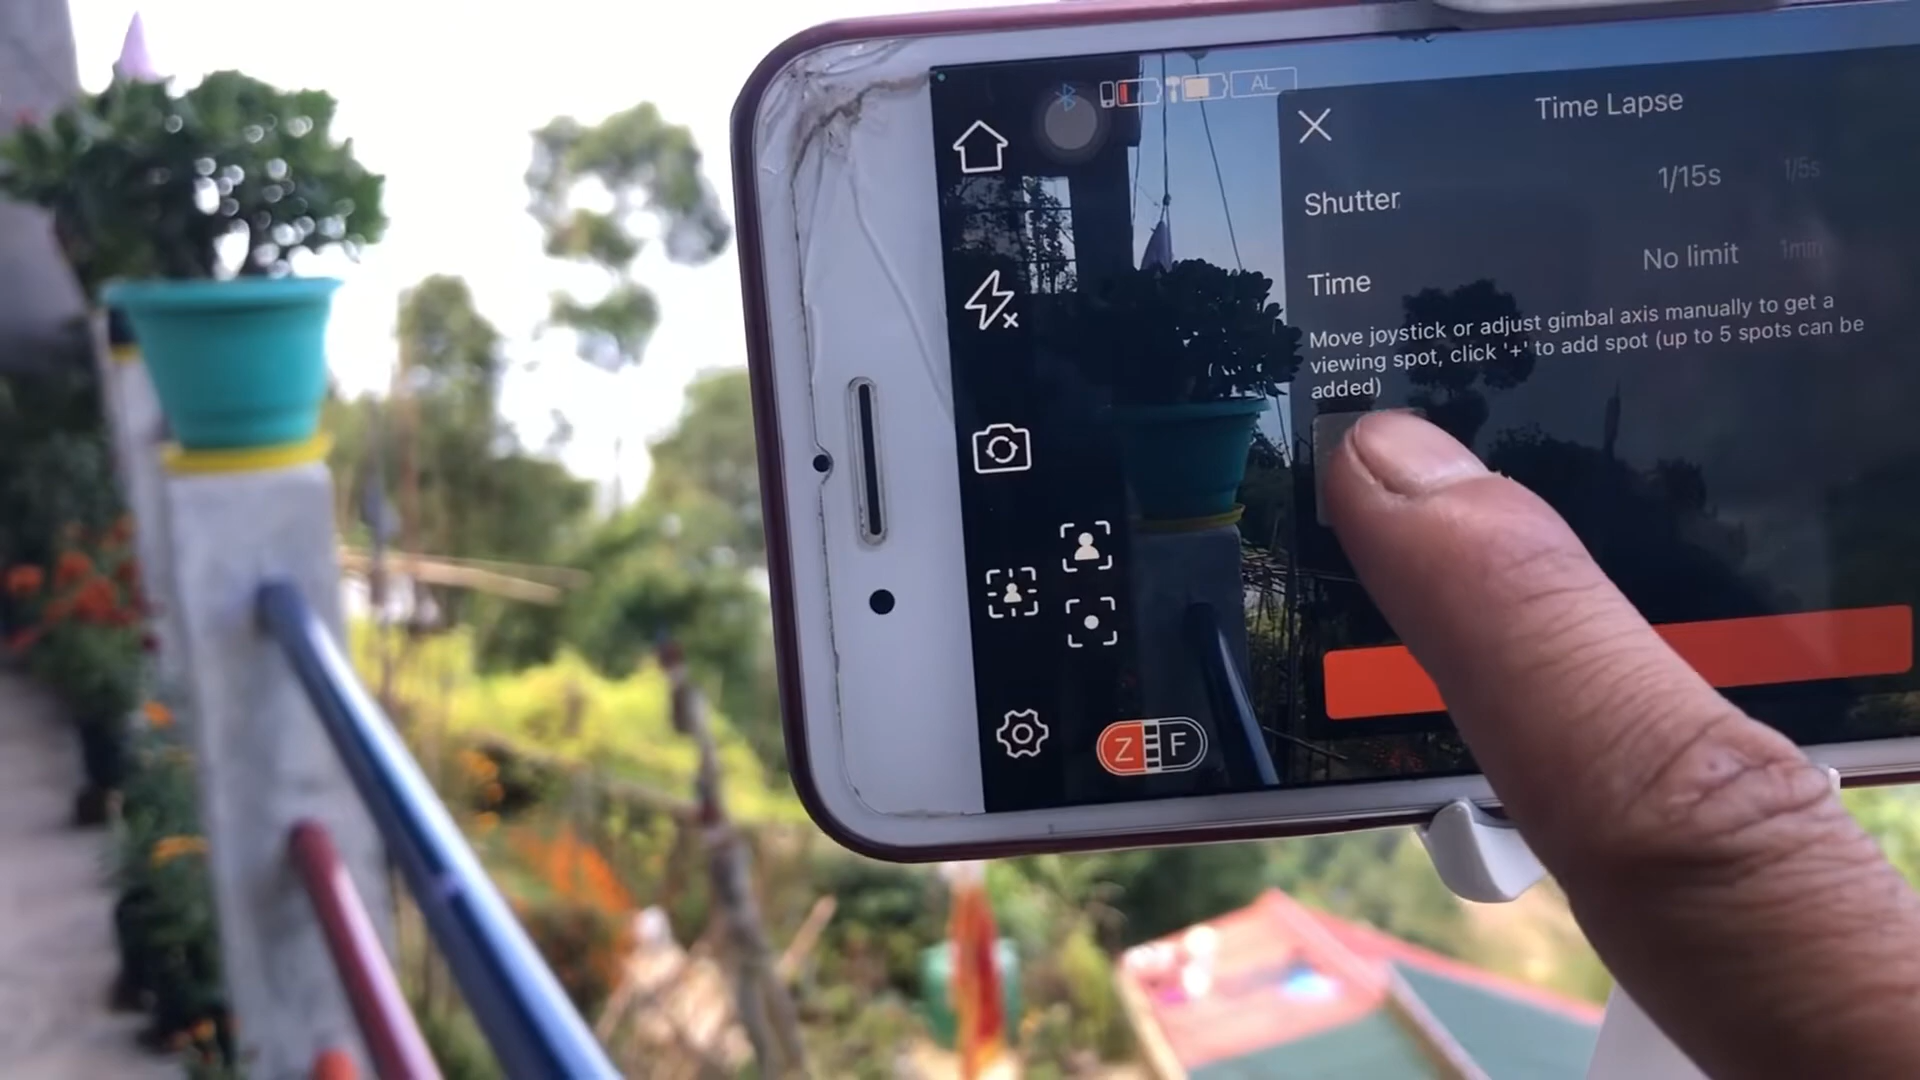 AL
Time Lapse
Shutter
1/15s
1/5s
Time
No limit
1min
Move joystick or adjust gimbal axis manually to get a
viewing spot, click '+' to add spot (up to 5 spots can be
added)
Z F